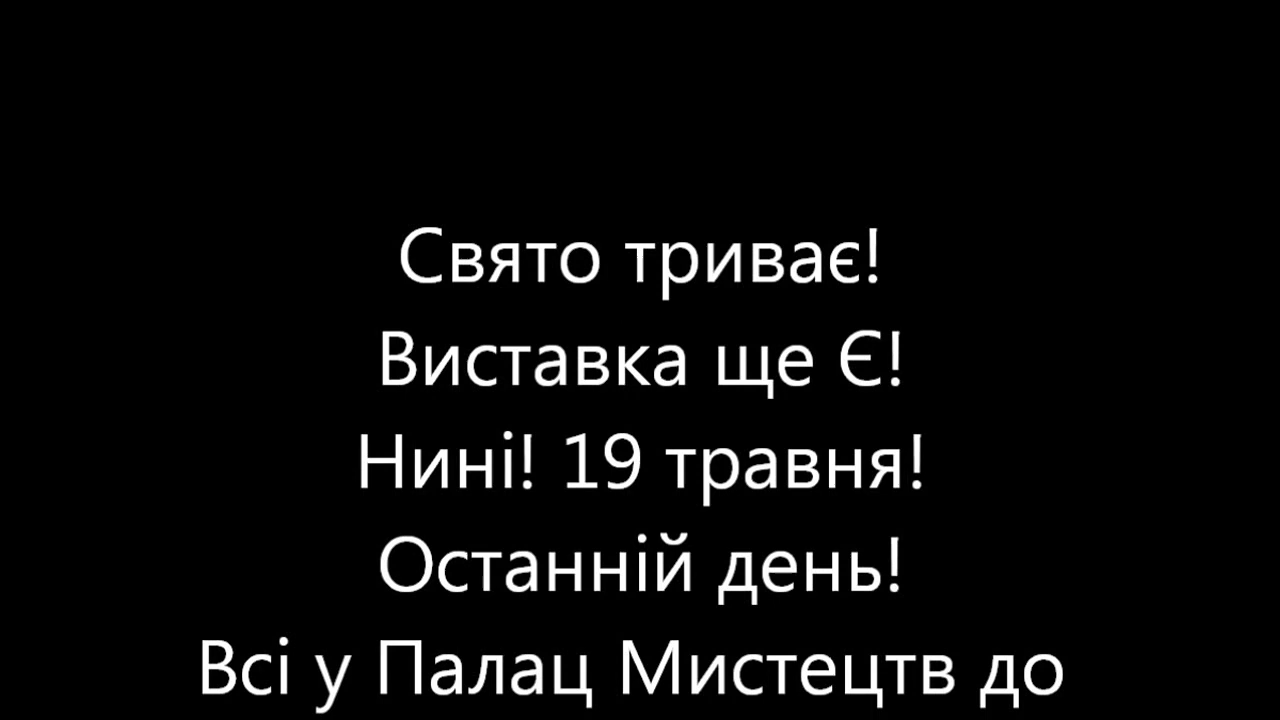 Свято триває!
Виставка ще Є!
Нині! 19 травня!
Останній день!
Всі у Палац Мистецтв до